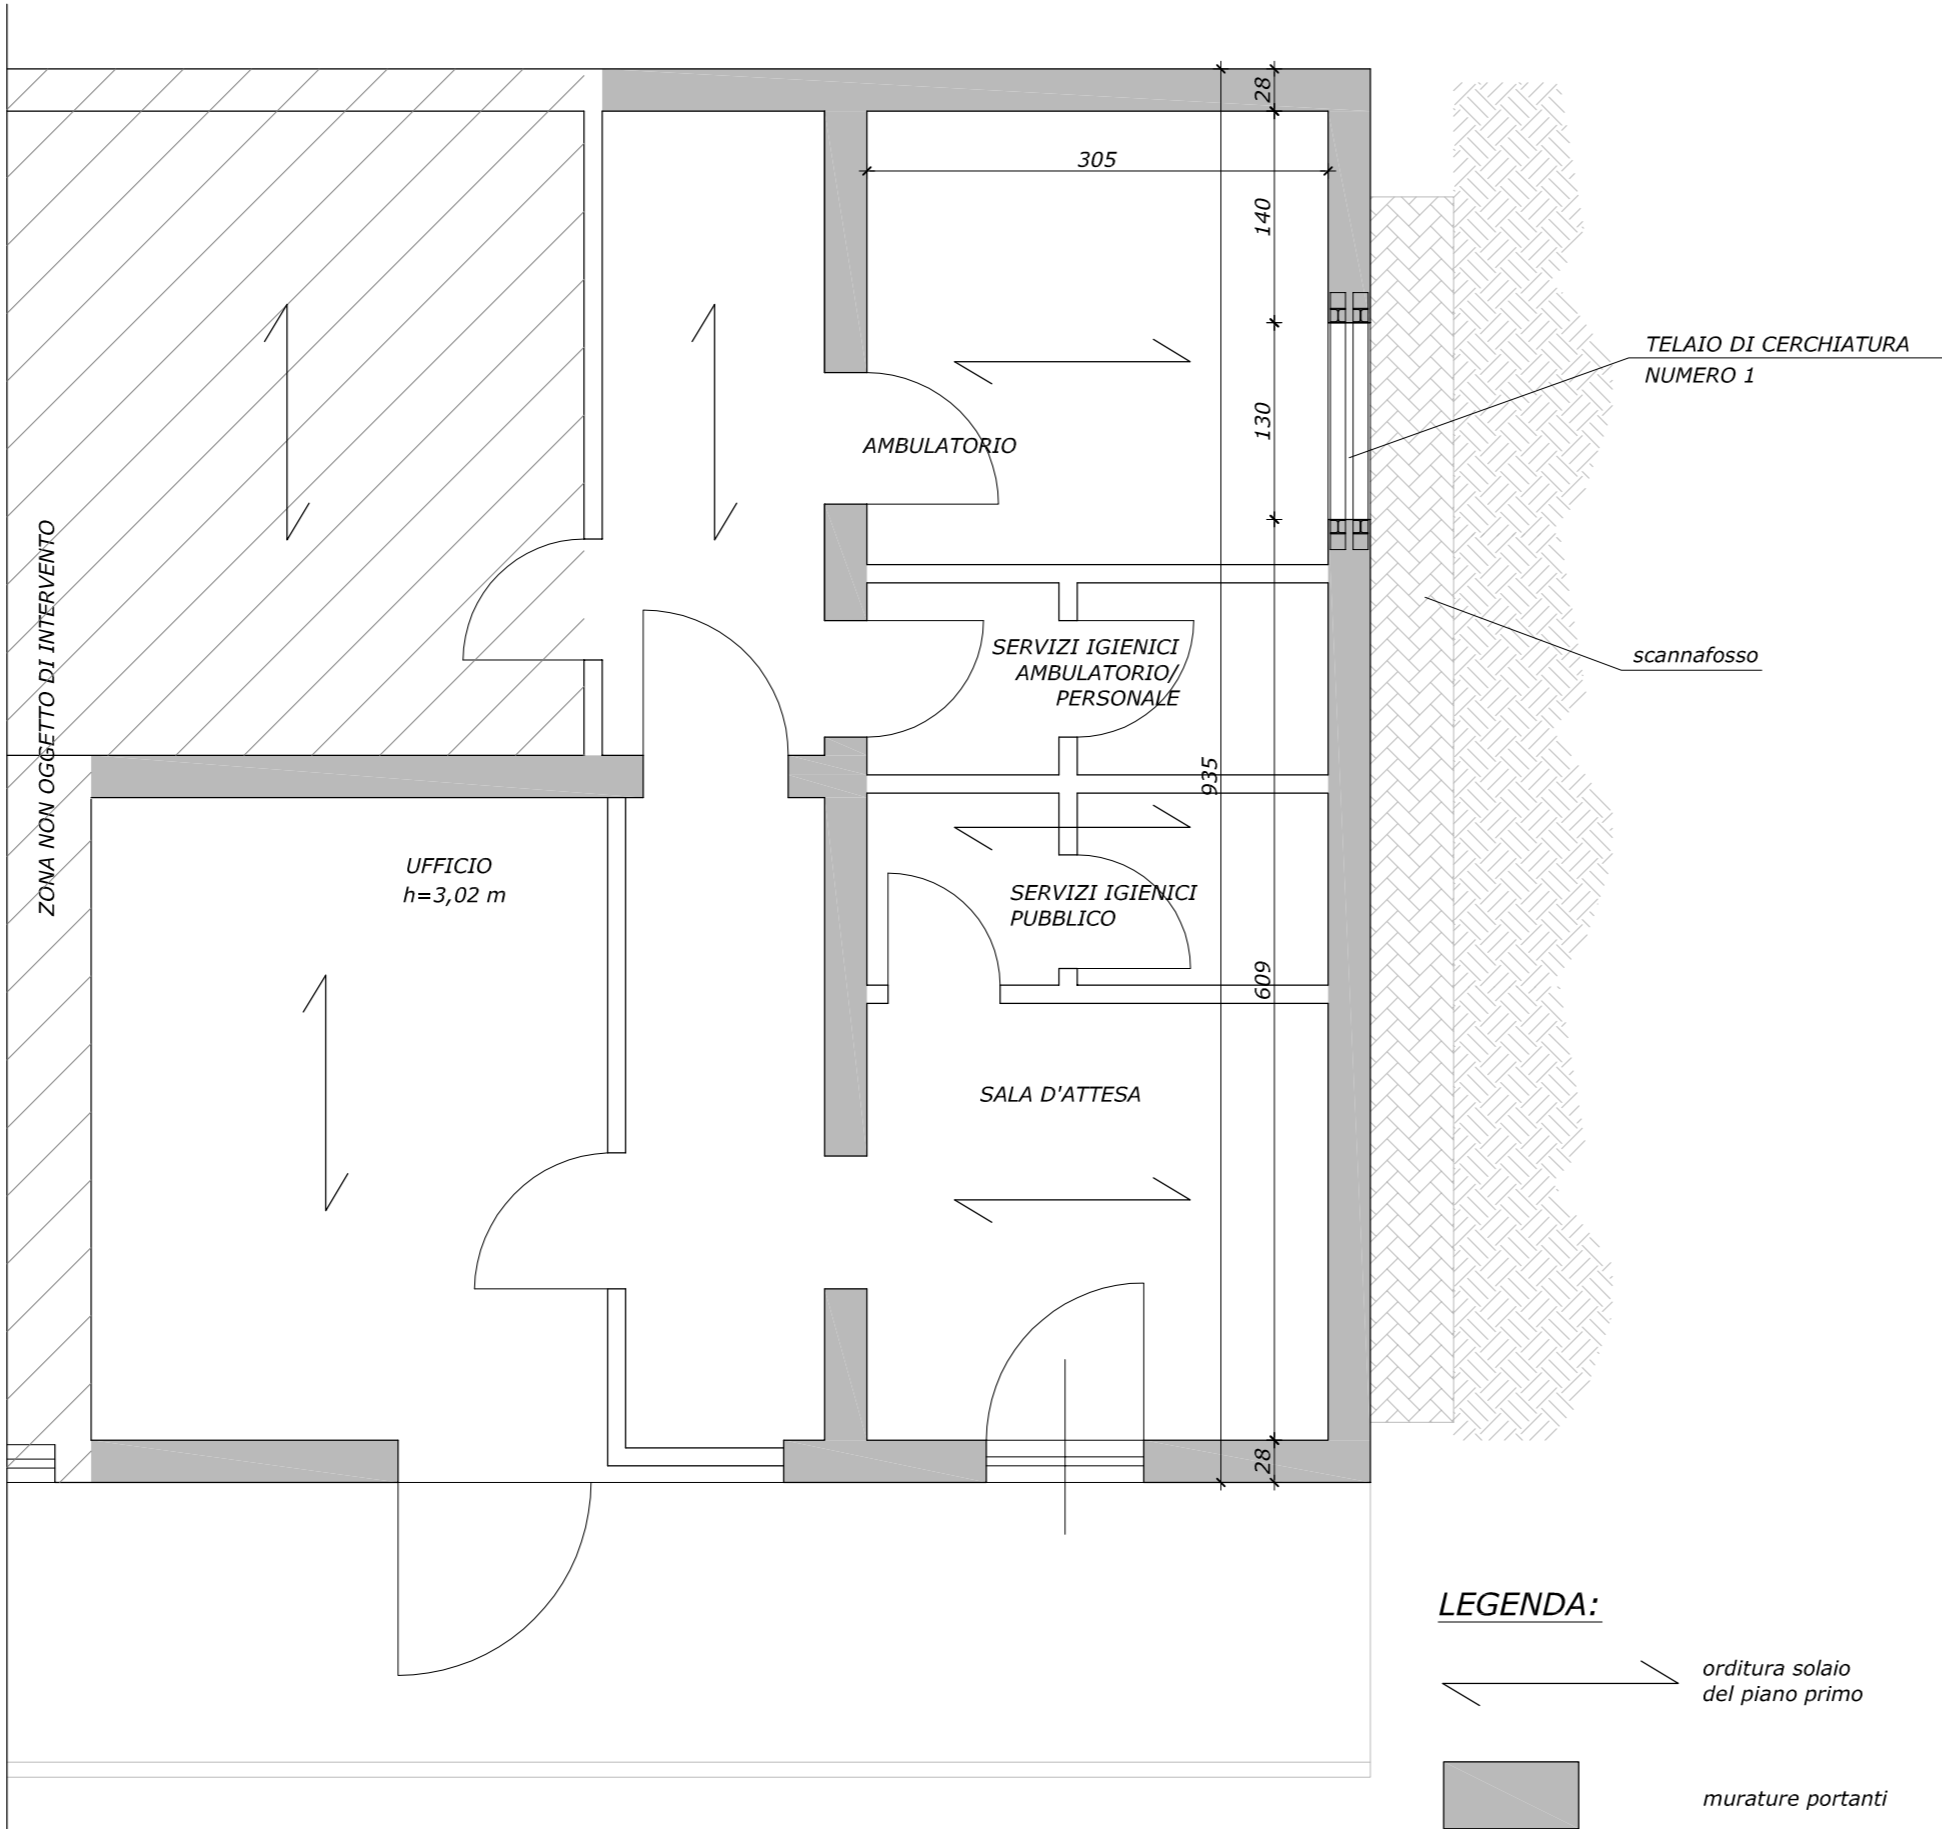 28
305
140
TELAIO DI CERCHIATURA
NUMERO 1
130
AMBULATORIO
ZONA NON OGGETTO DI INTERVENTO
SERVIZI IGIENICI
AMBULATORIO/
PERSONALE
scannafosso
935
UFFICIO
h=3,02 m
SERVIZI IGIENICI
PUBBLICO
609
SALA D'ATTESA
28
LEGENDA:
orditura solaio
del piano primo
murature portanti